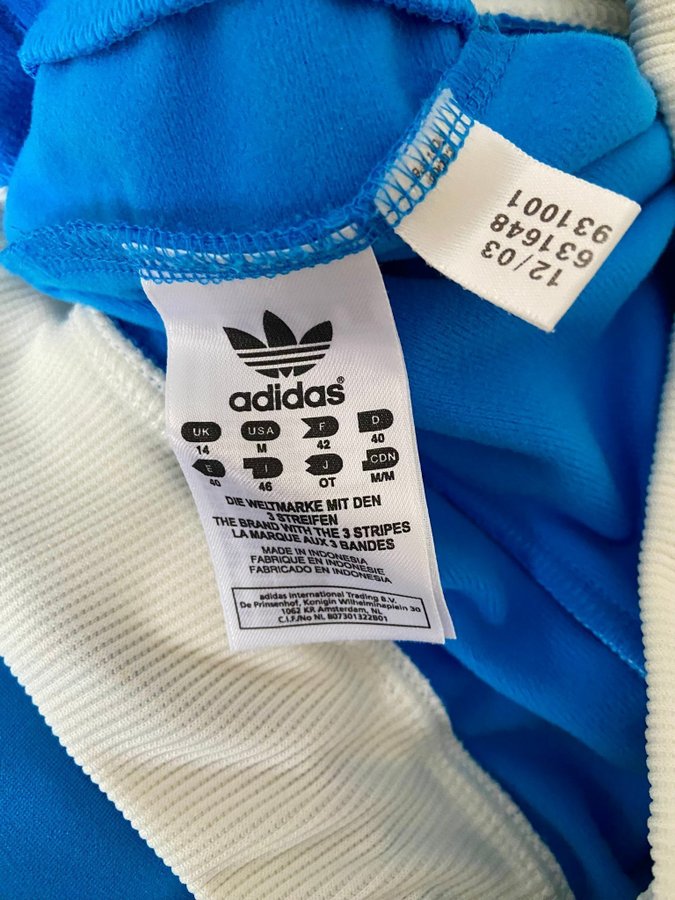 12/03
631648
931001
adidas®
UK USA F D
14 M 42 40
E I J CDN
40 46 OT M/M
DIE WELTMARKE MIT DEN
3 STREIFEN
THE BRAND WITH THE 3 STRIPES
LA MARQUE AUX 3 BANDES
MADE IN INDONESIA
FABRIQUE EN INDONESIE
FABRICADO EN INDONESIA
adidas International Trading B.V.
De Prinsenhof, Konigin Wilhelminaplein 30
1062 KR Amsterdam, NL
C.I.F./No NL B07301322B01